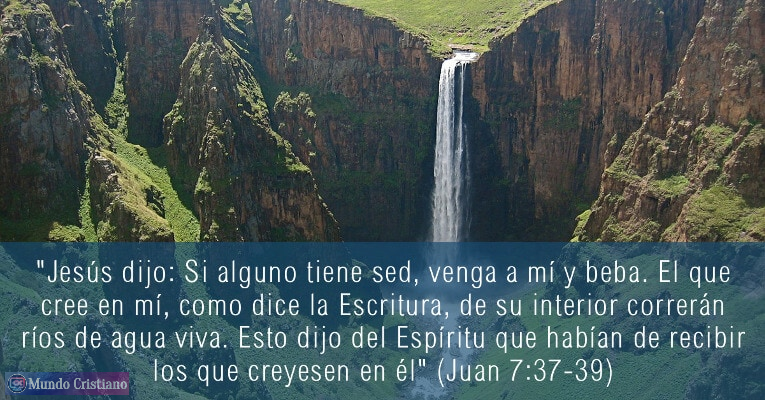 "Jesús dijo: Si alguno tiene sed, venga a mí y beba. El que
cree en mí, como dice la Escritura, de su interior correrán
ríos de agua viva. Esto dijo del Espíritu que habían de recibir
los que creyesen en él" (Juan 7:37-39)
Mundo Cristiano